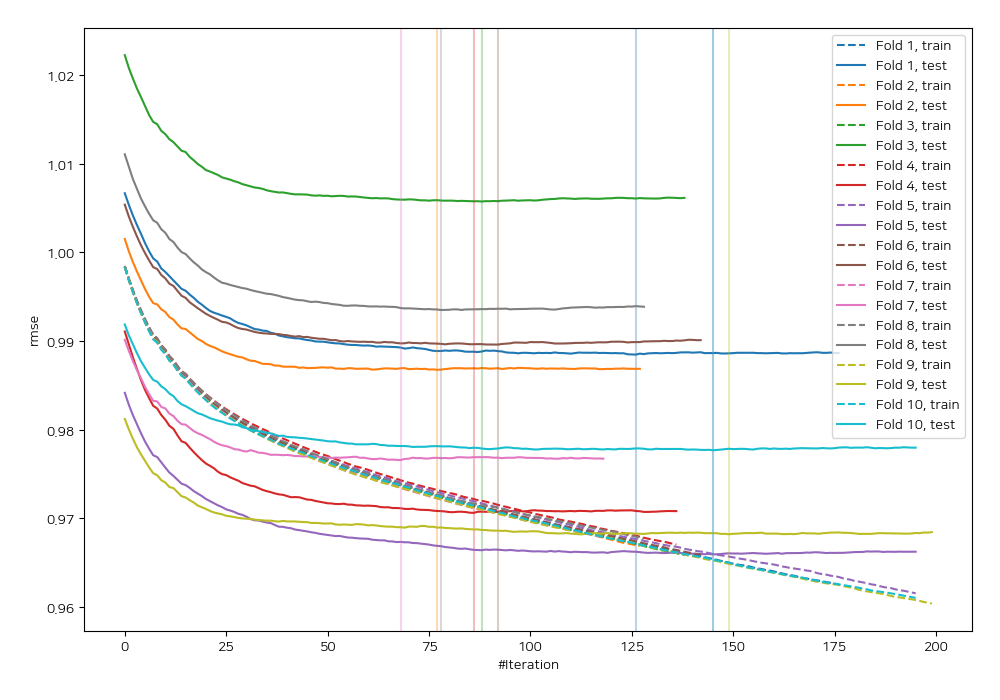 1,02
1,01
1,00
0,99
0,98
0,97
0,96
rmse
0
25
50
75
100
125
150
175
200
#Iteration
Fold 1, train
Fold 1, test
Fold 2, train
Fold 2, test
Fold 3, train
Fold 3, test
Fold 4, train
Fold 4, test
Fold 5, train
Fold 5, test
Fold 6, train
Fold 6, test
Fold 7, train
Fold 7, test
Fold 8, train
Fold 8, test
Fold 9, train
Fold 9, test
Fold 10, train
Fold 10, test